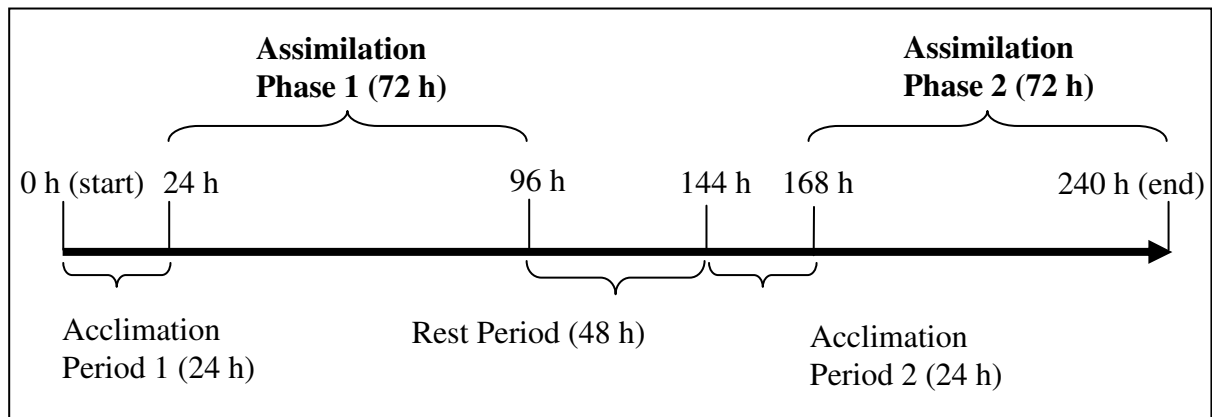 Assimilation
Phase 1 (72 h)
Assimilation
Phase 2 (72 h)
0 h (start) 24 h 96 h 144 h 168 h 240 h (end)
Acclimation
Period 1 (24 h)
Rest Period (48 h)
Acclimation
Period 2 (24 h)